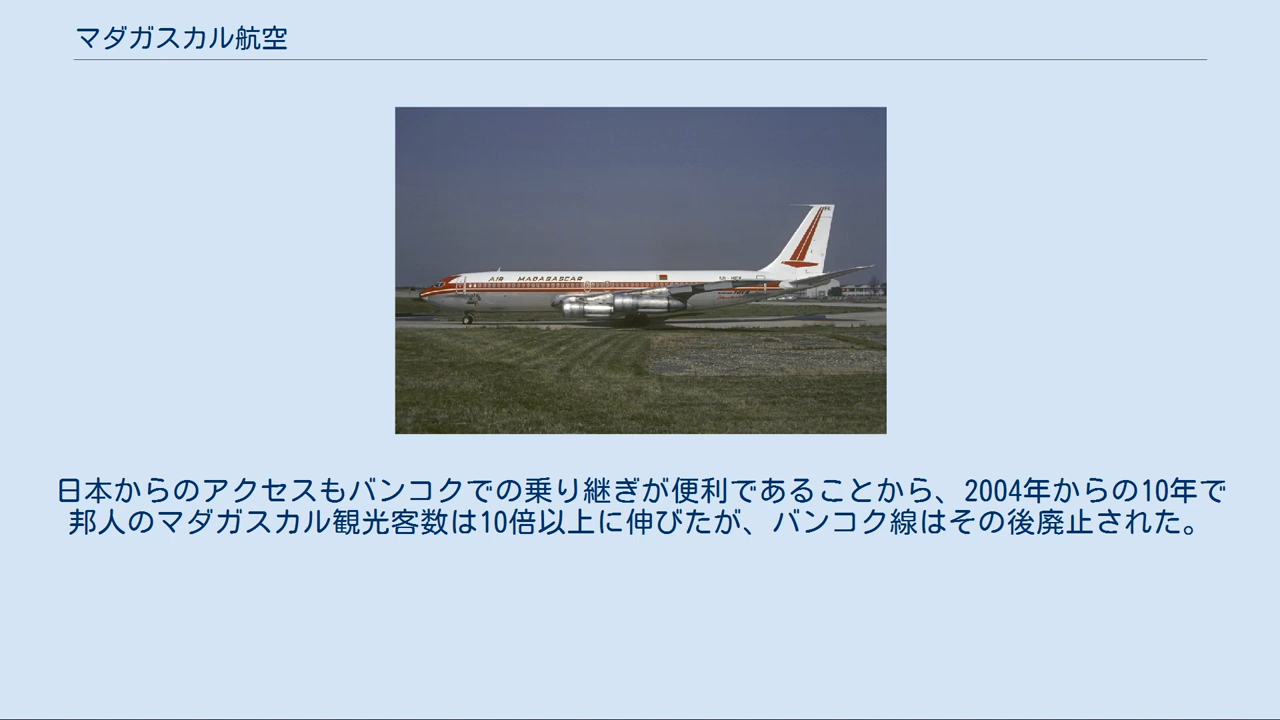 マダガスカル航空
AIR MADAGASCAR
日本からのアクセスもバンコクでの乗り継ぎが便利であることから、2004年からの10年で
邦人のマダガスカル観光客数は10倍以上に伸びたが、バンコク線はその後廃止された。